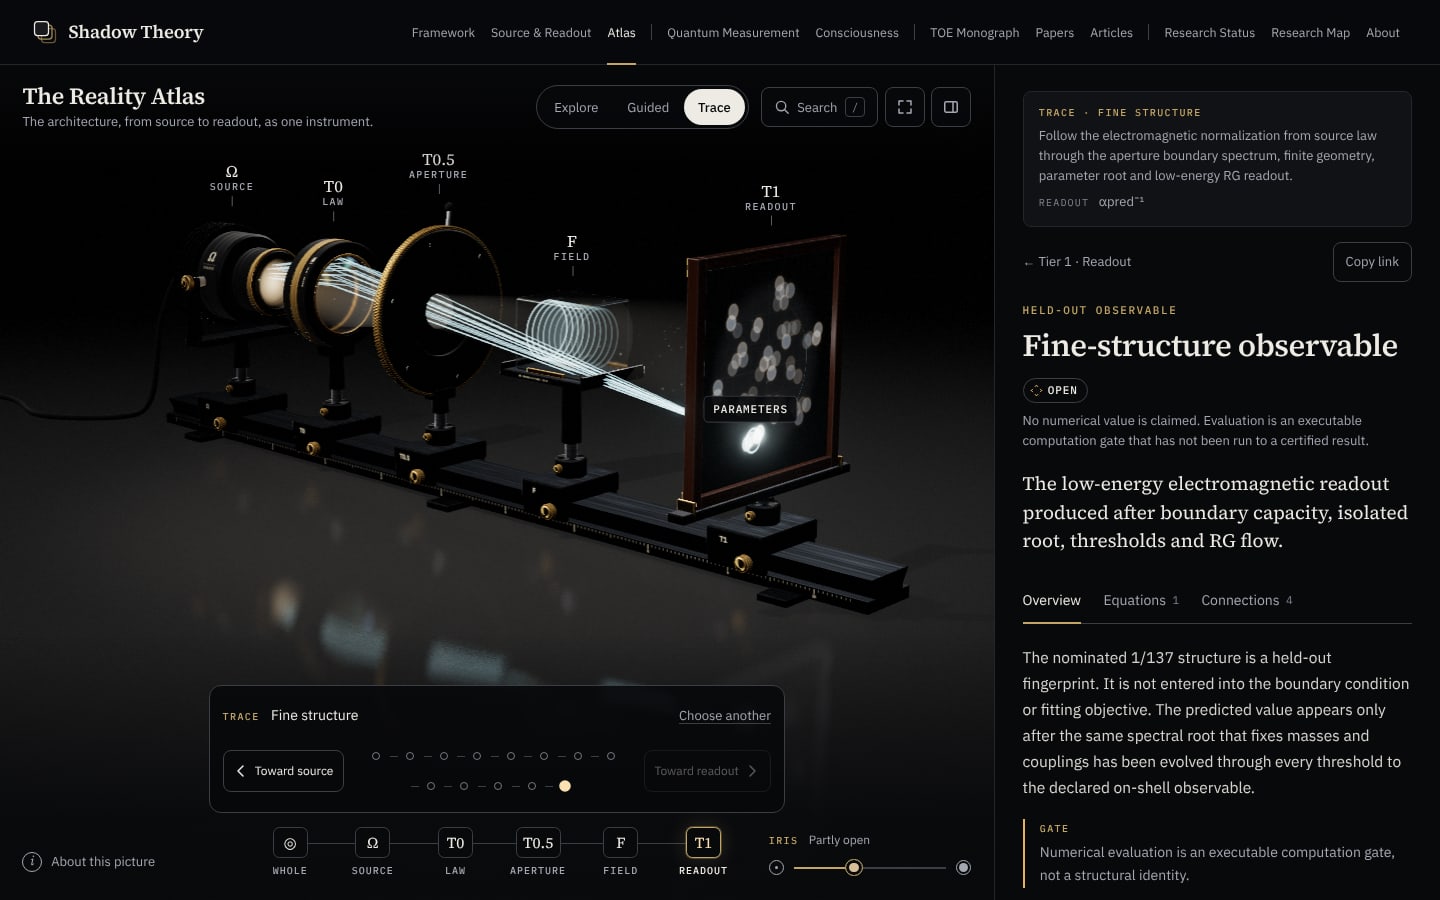 Shadow Theory
Framework
Source & Readout
Atlas
Quantum Measurement
Consciousness
TOE Monograph
Papers
Articles
Research Status
Research Map
About
The Reality Atlas
The architecture, from source to readout, as one instrument.
Explore
Guided
Trace
Search /
Ω
SOURCE
T0
LAW
T0.5
APERTURE
F
FIELD
T1
READOUT
PARAMETERS
T0.5
F
T1
TRACE Fine structure
Choose another
Toward source
Toward readout
i About this picture
◎
WHOLE
Ω
SOURCE
T0
LAW
T0.5
APERTURE
F
FIELD
T1
READOUT
IRIS Partly open
TRACE · FINE STRUCTURE
Follow the electromagnetic normalization from source law
through the aperture boundary spectrum, finite geometry,
parameter root and low-energy RG readout.
READOUT αpred⁻¹
← Tier 1 · Readout
Copy link
HELD-OUT OBSERVABLE
Fine-structure observable
OPEN
No numerical value is claimed. Evaluation is an executable
computation gate that has not been run to a certified result.
The low-energy electromagnetic readout
produced after boundary capacity, isolated
root, thresholds and RG flow.
Overview
Equations 1
Connections 4
The nominated 1/137 structure is a held-out
fingerprint. It is not entered into the boundary condition
or fitting objective. The predicted value appears only
after the same spectral root that fixes masses and
couplings has been evolved through every threshold to
the declared on-shell observable.
GATE
Numerical evaluation is an executable computation gate,
not a structural identity.